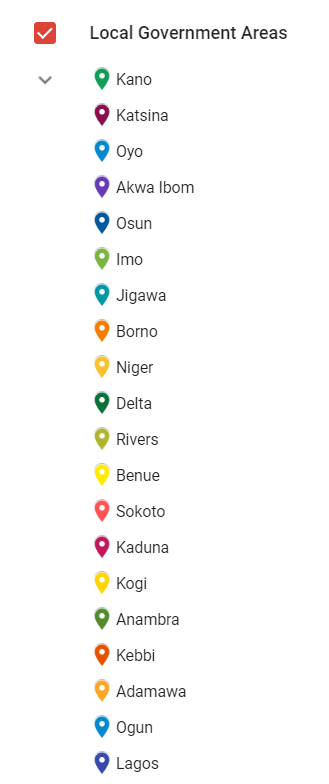 Local Government Areas
Kano
Katsina
Oyo
Akwa Ibom
Osun
Imo
Jigawa
Borno
Niger
Delta
Rivers
Benue
Sokoto
Kaduna
Kogi
Anambra
Kebbi
Adamawa
Ogun
Lagos